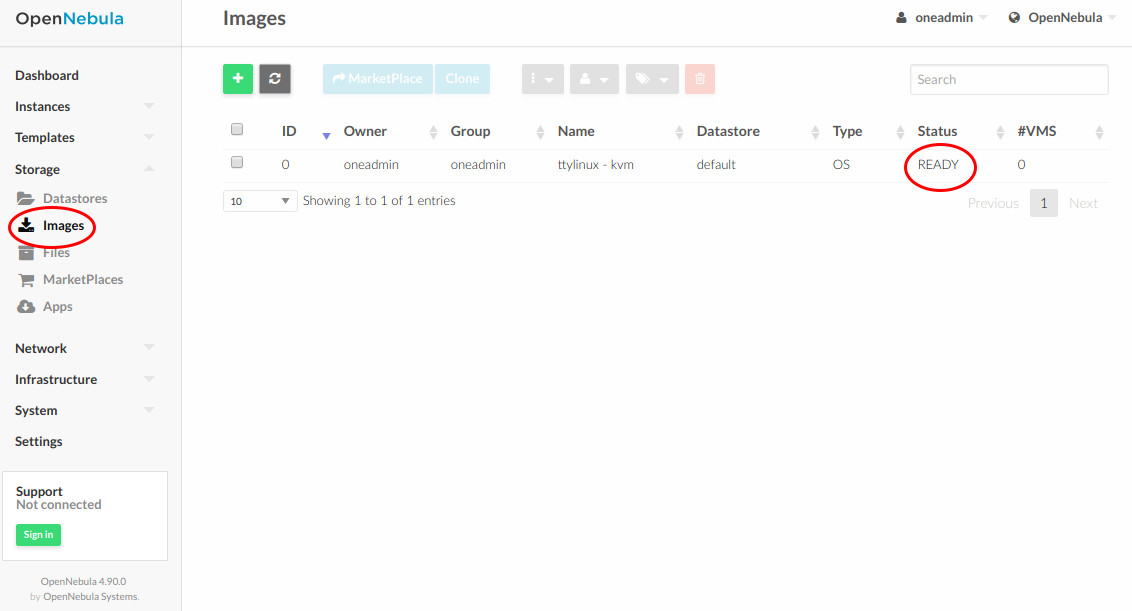 OpenNebula
Images
oneadmin
OpenNebula
Dashboard
Instances
Templates
Storage
Datastores
Images
Files
MarketPlaces
Apps
Network
Infrastructure
System
Settings
Support
Not connected
Sign in
OpenNebula 4.90.0
by OpenNebula Systems.
MarketPlace Clone
Search
ID Owner Group Name Datastore Type Status #VMS
0 oneadmin oneadmin ttylinux - kvm default OS READY 0
10 Showing 1 to 1 of 1 entries
Previous 1 Next